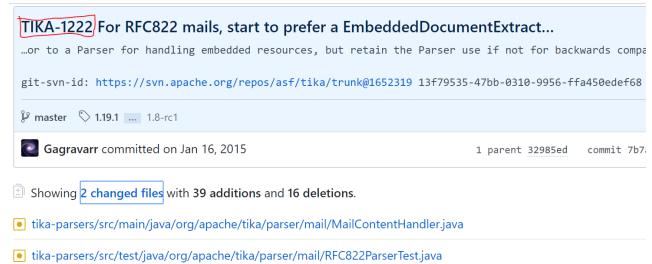 TIKA-1222 For RFC822 mails, start to prefer a EmbeddedDocumentExtract…
…or to a Parser for handling embedded resources, but retain the Parser use if not for backwards compa
git-svn-id: https://svn.apache.org/repos/asf/tika/trunk@1652319 13f79535-47bb-0310-9956-ffa450edef68
master 1.19.1 … 1.8-rc1
Gagravarr committed on Jan 16, 2015 1 parent 32985ed commit 7b7a
Showing 2 changed files with 39 additions and 16 deletions.
tika-parsers/src/main/java/org/apache/tika/parser/mail/MailContentHandler.java
tika-parsers/src/test/java/org/apache/tika/parser/mail/RFC822ParserTest.java